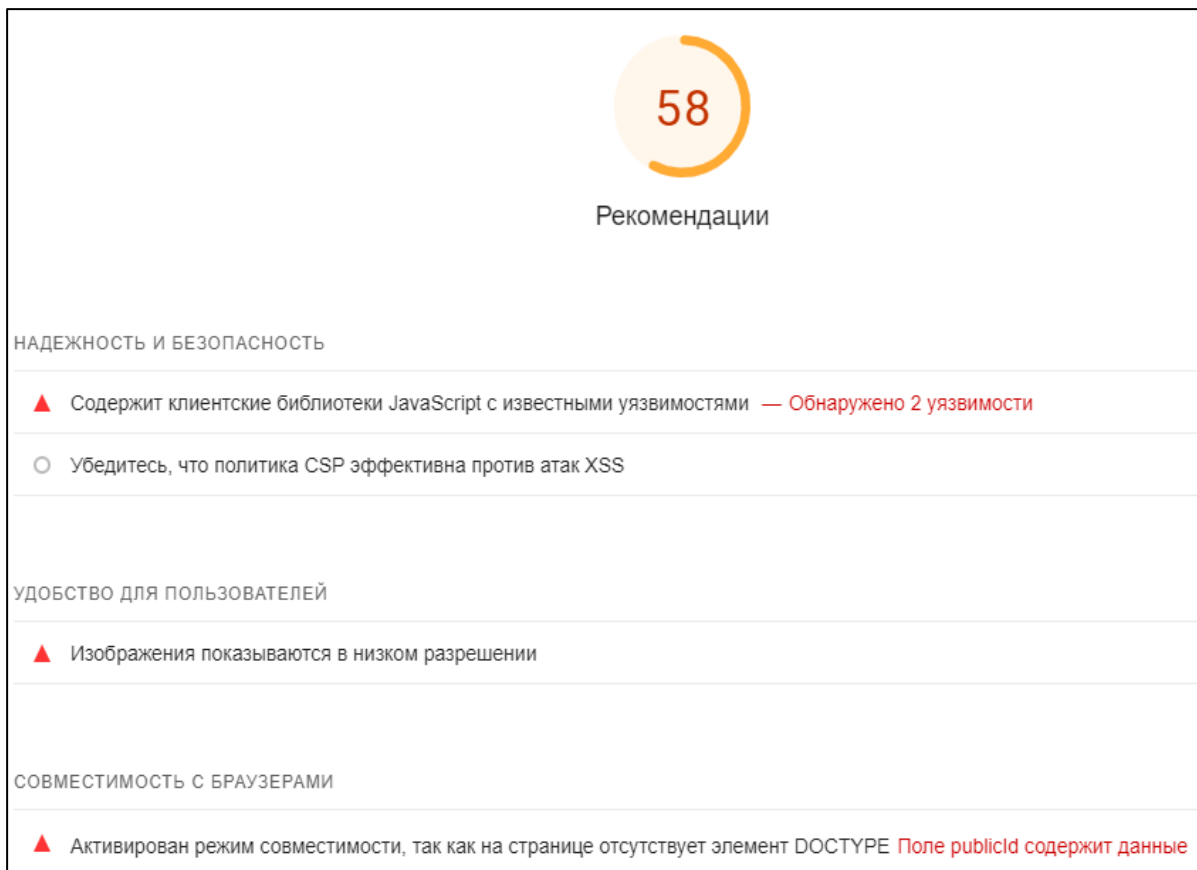 58
Рекомендации
НАДЕЖНОСТЬ И БЕЗОПАСНОСТЬ
Содержит клиентские библиотеки JavaScript с известными уязвимостями — Обнаружено 2 уязвимости
Убедитесь, что политика CSP эффективна против атак XSS
УДОБСТВО ДЛЯ ПОЛЬЗОВАТЕЛЕЙ
Изображения показываются в низком разрешении
СОВМЕСТИМОСТЬ С БРАУЗЕРАМИ
Активирован режим совместимости, так как на странице отсутствует элемент DOCTYPE Поле publicId содержит данные